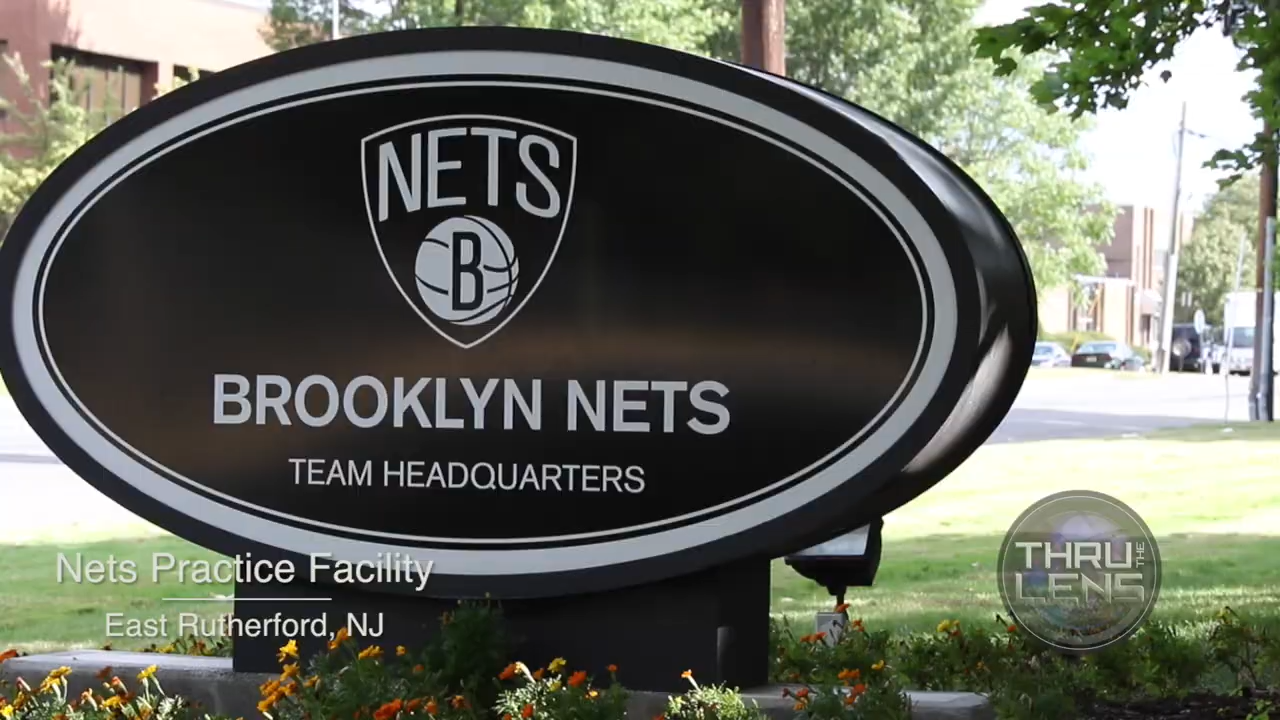 NETS
B
BROOKLYN NETS
TEAM HEADQUARTERS
Nets Practice Facility
East Rutherford, NJ
THRU THE
LENS